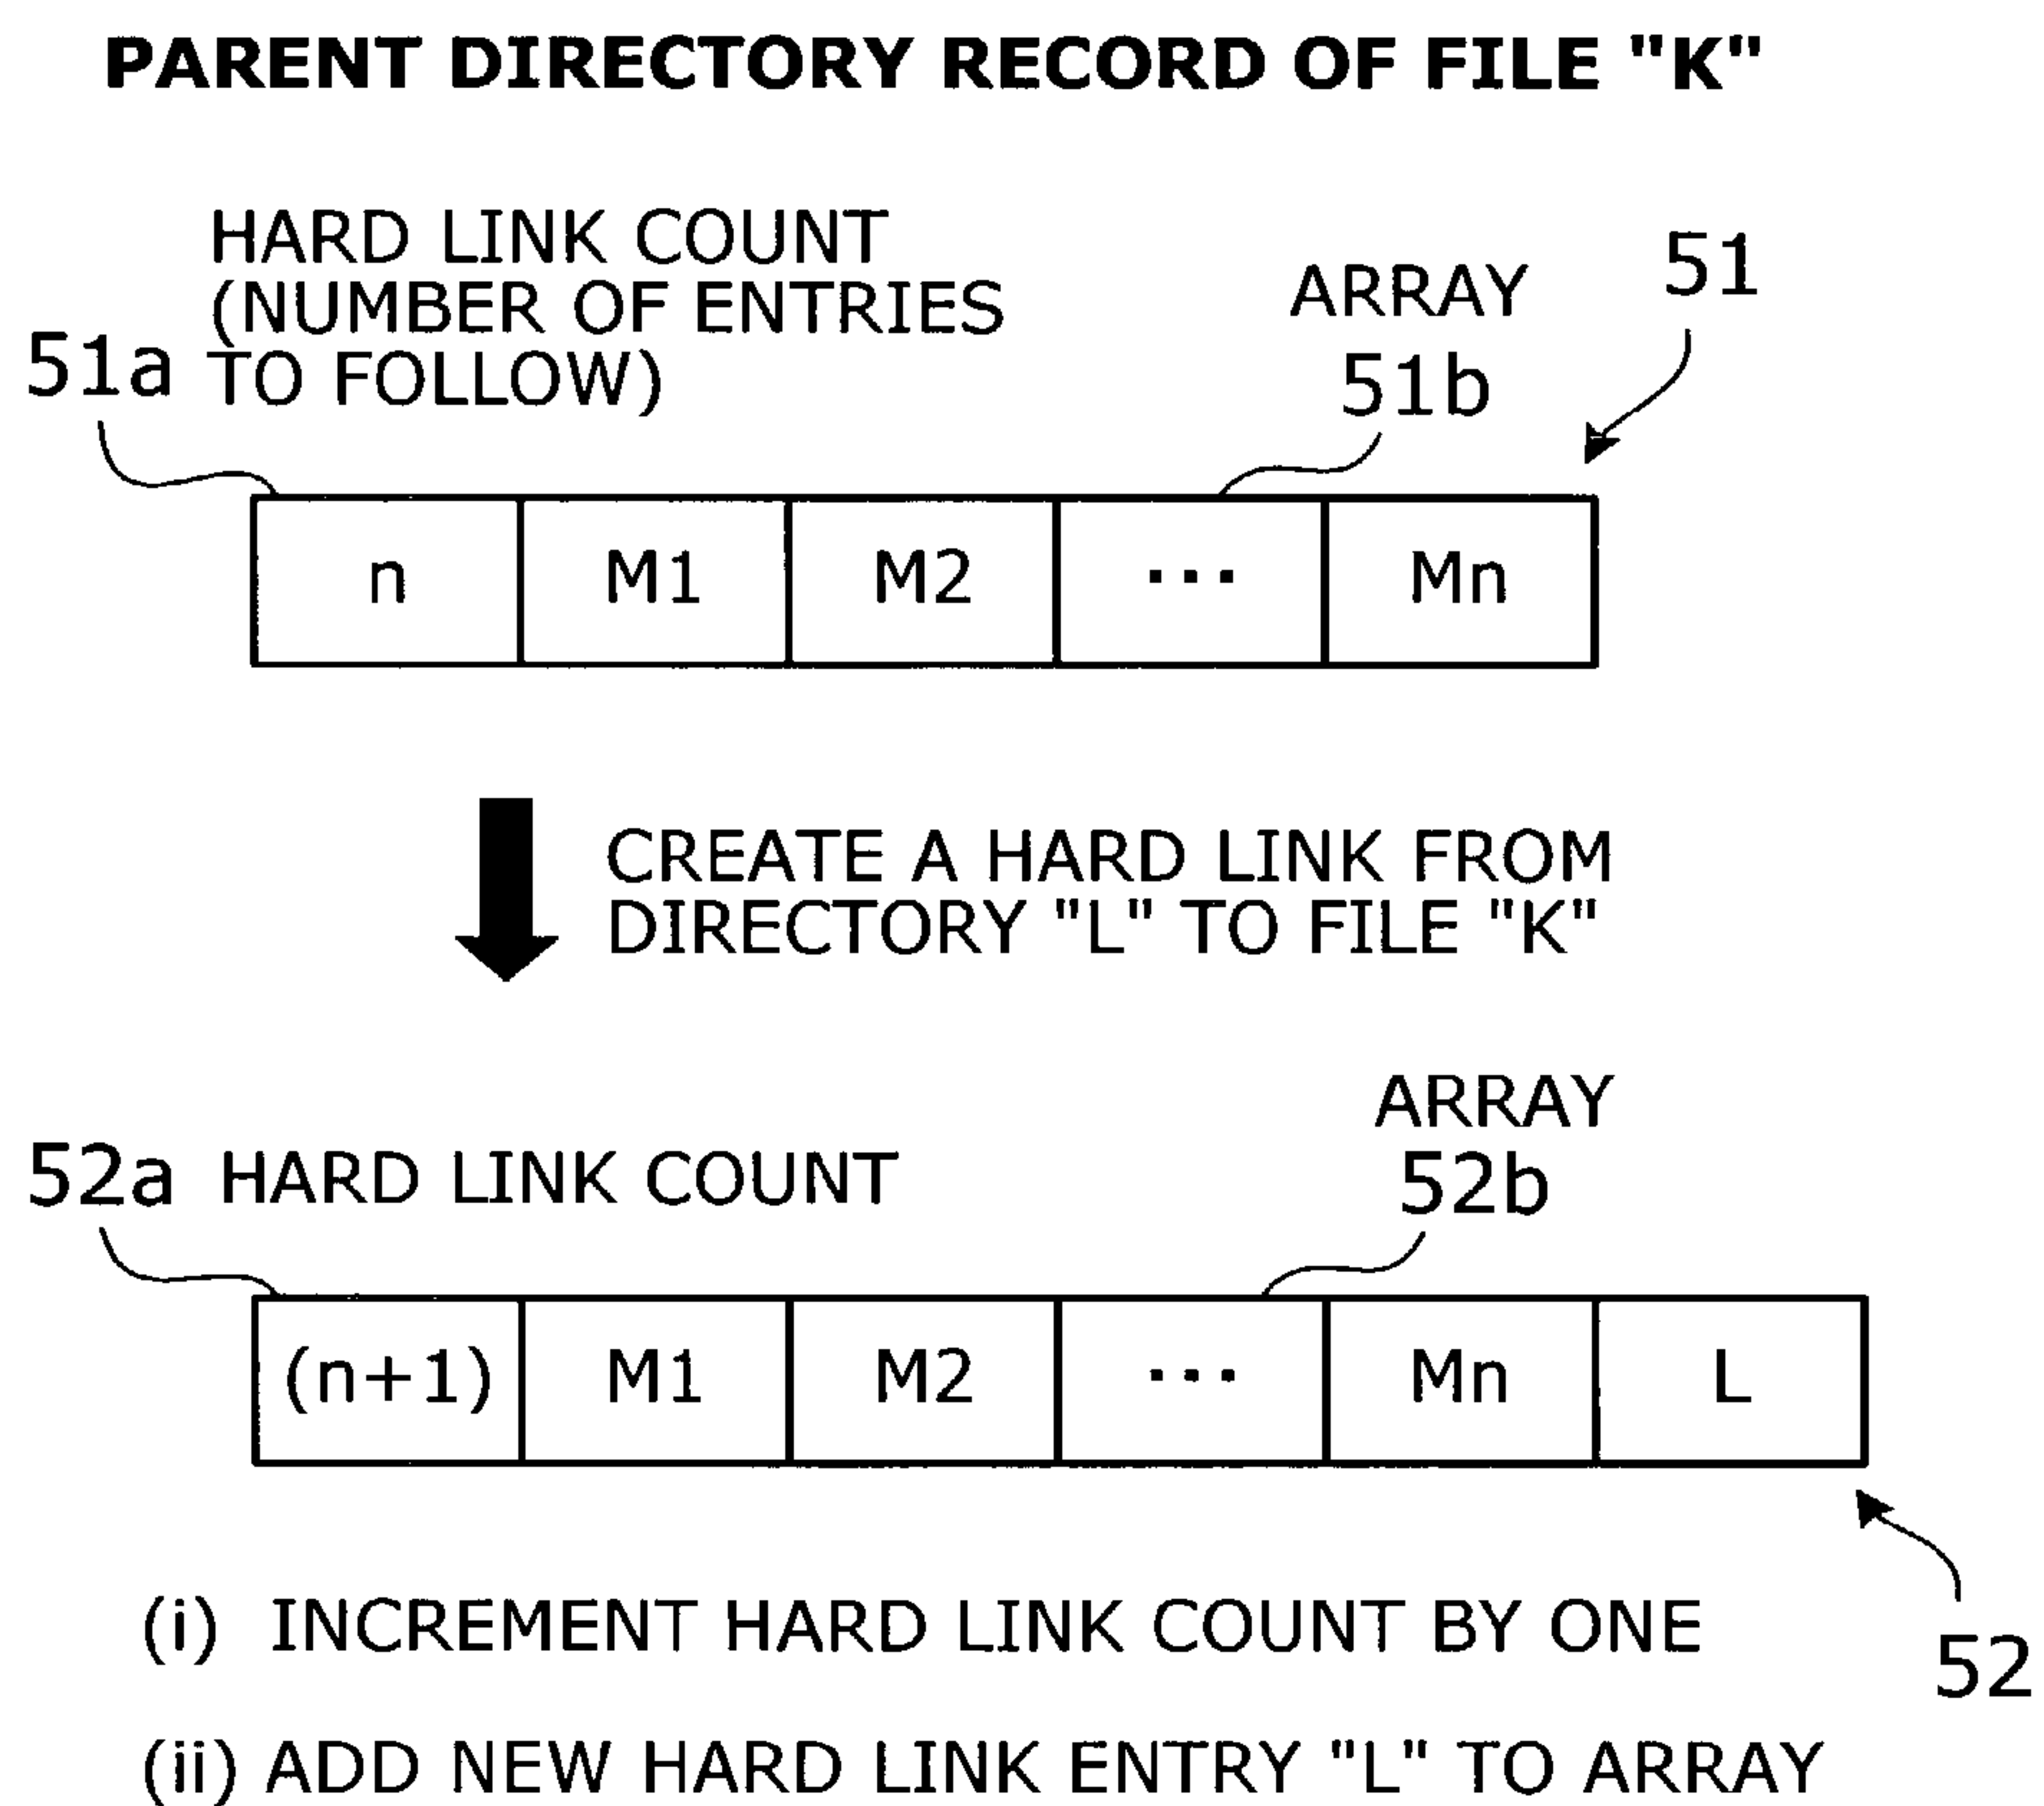 PARENT DIRECTORY RECORD OF FILE "K"
HARD LINK COUNT
(NUMBER OF ENTRIES
TO FOLLOW)
51a
ARRAY
51b
51
n M1 M2 ... Mn
CREATE A HARD LINK FROM
DIRECTORY "L" TO FILE "K"
52a HARD LINK COUNT
ARRAY
52b
(n+1) M1 M2 ... Mn L
52
(i) INCREMENT HARD LINK COUNT BY ONE
(ii) ADD NEW HARD LINK ENTRY "L" TO ARRAY